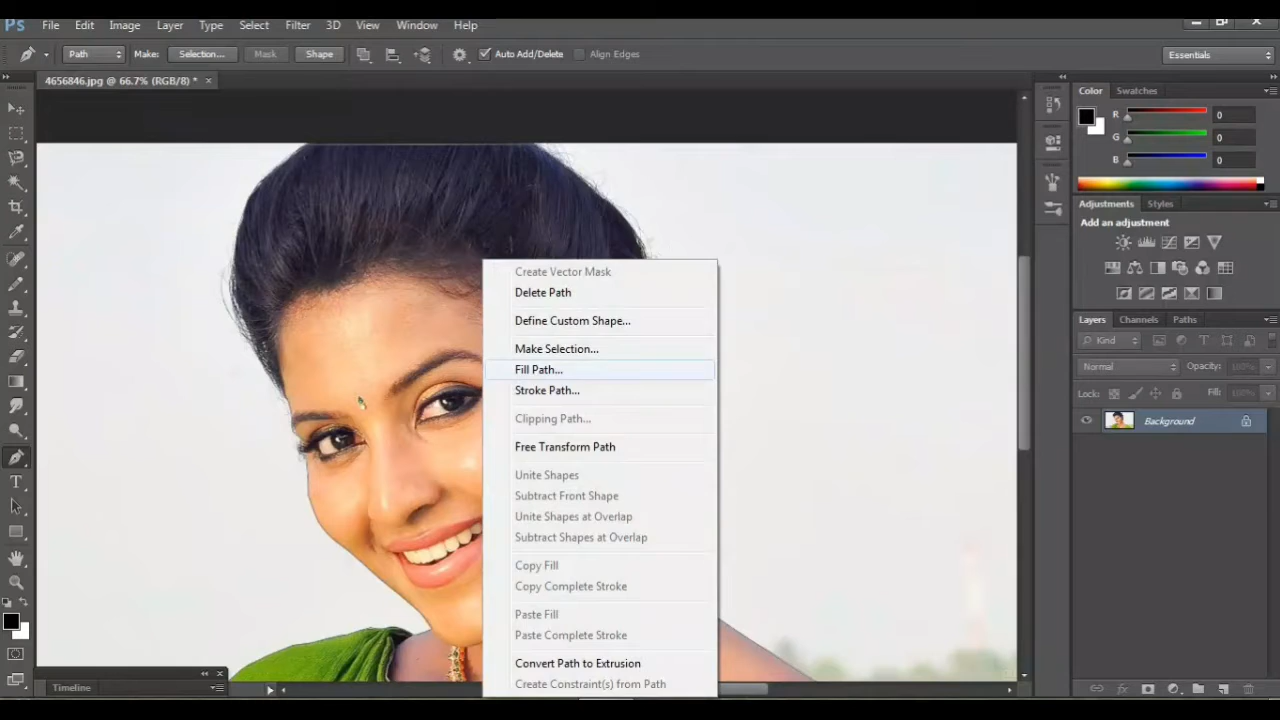 Ps File Edit Image Layer Type Select Filter 3D View Window Help
Path Make: Selection... Mask Shape Auto Add/Delete Align Edges Essentials
4656846.jpg @ 66.7% (RGB/8) * ×
Color Swatches
R 0
G 0
B 0
Adjustments Styles
Add an adjustment
Layers Channels Paths
Kind
Normal Opacity: 100%
Lock: Fill: 100%
Background
Create Vector Mask
Delete Path
Define Custom Shape...
Make Selection...
Fill Path...
Stroke Path...
Clipping Path...
Free Transform Path
Unite Shapes
Subtract Front Shape
Unite Shapes at Overlap
Subtract Shapes at Overlap
Copy Fill
Copy Complete Stroke
Paste Fill
Paste Complete Stroke
Convert Path to Extrusion
Create Constraint(s) from Path
Timeline